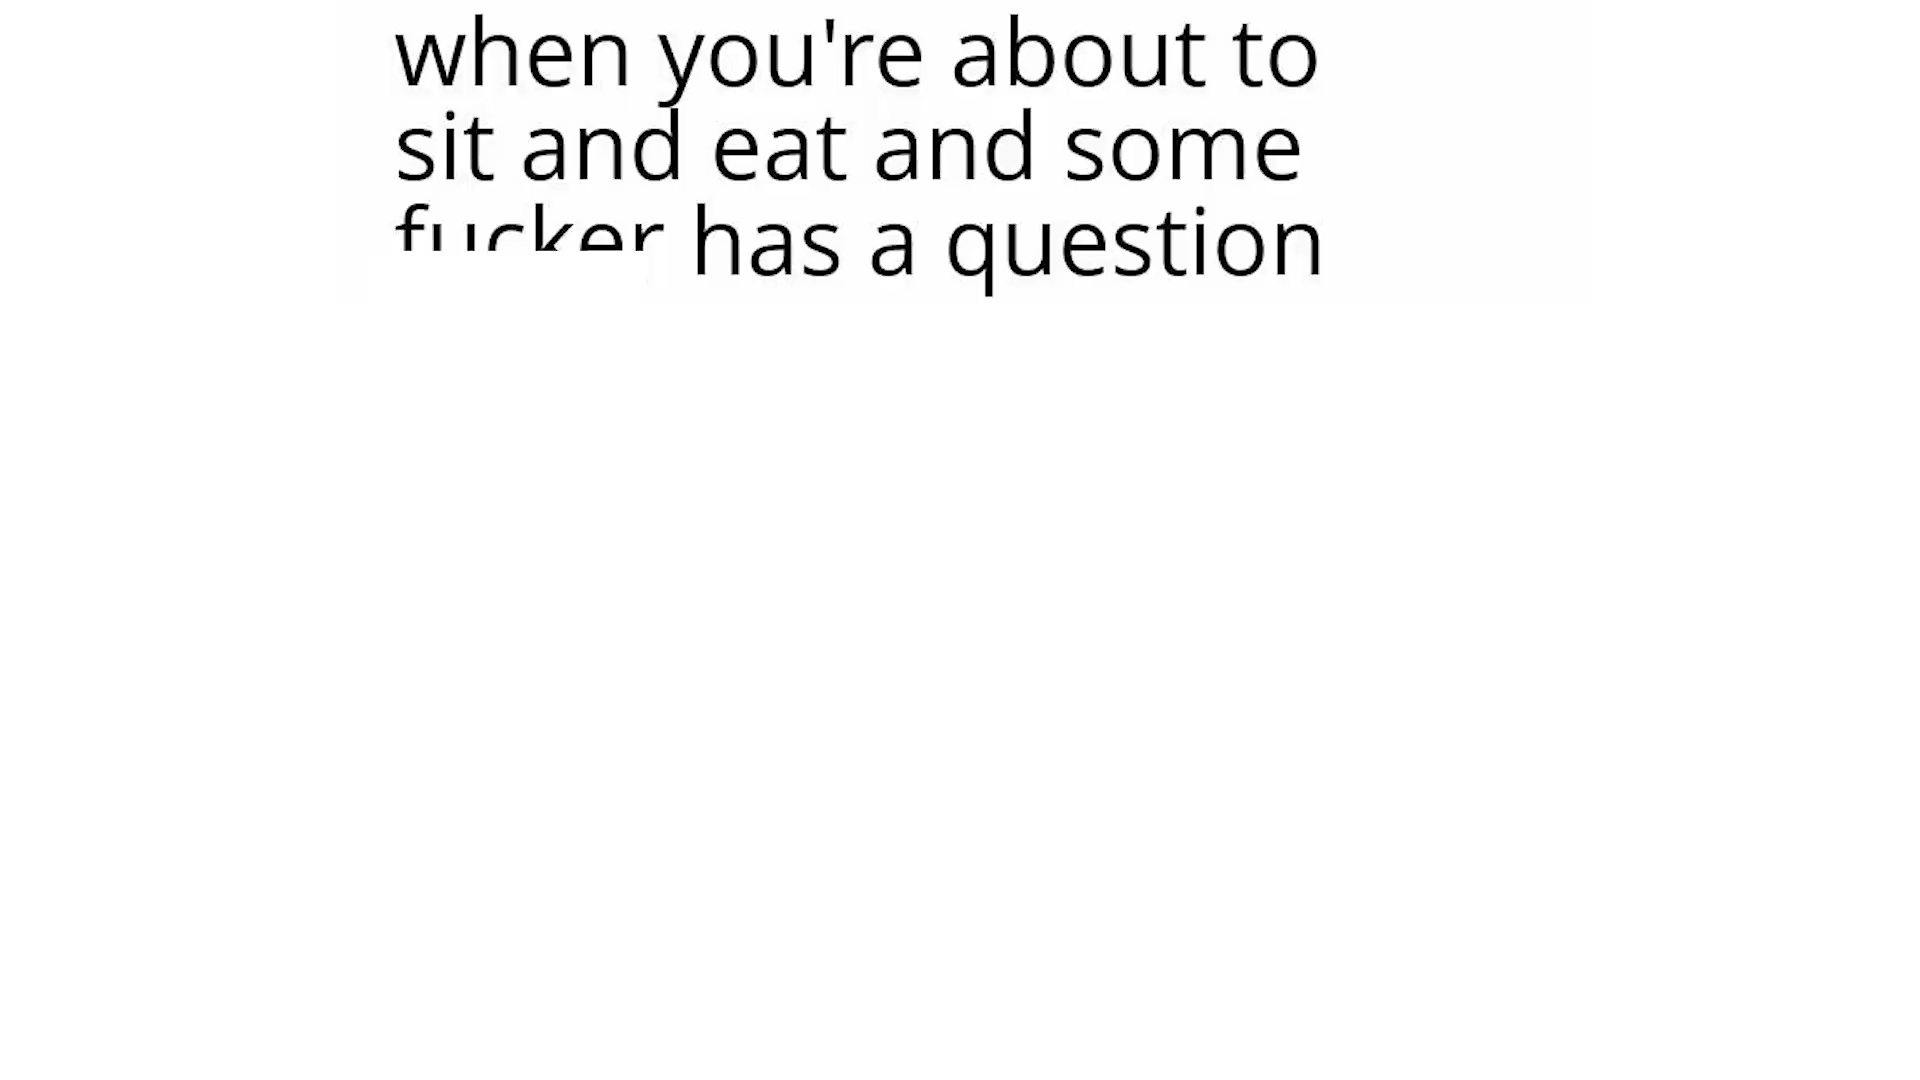 when you're about to
sit and eat and some
fucker has a question